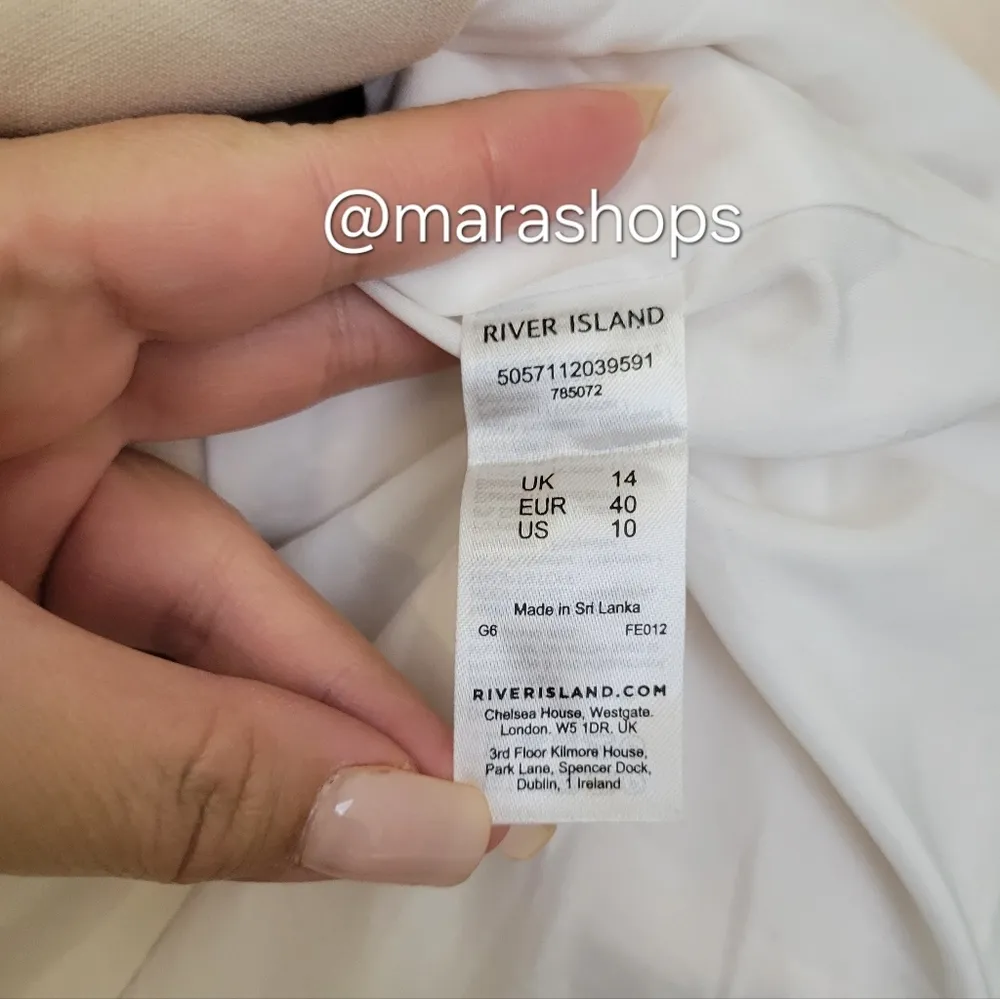 @marashops
RIVER ISLAND
5057112039591
785072
UK 14
EUR 40
US 10
Made in Sri Lanka
G6 FE012
RIVERISLAND.COM
Chelsea House, Westgate.
London. W5 1DR. UK
3rd Floor Kilmore House,
Park Lane, Spencer Dock,
Dublin, 1 Ireland